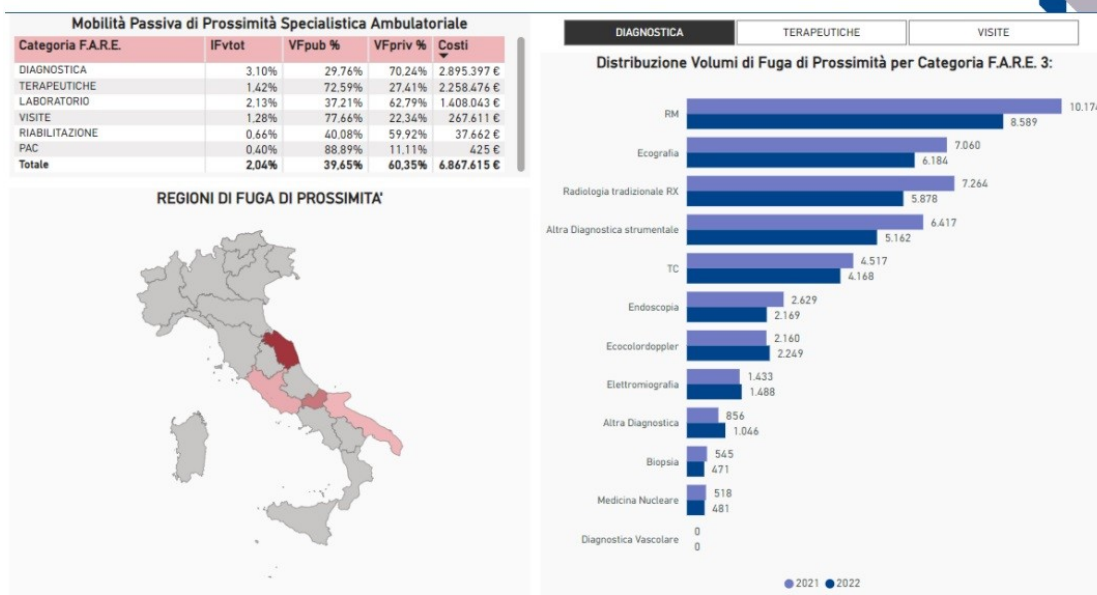 Mobilità Passiva di Prossimità Specialistica Ambulatoriale
Categoria F.A.R.E. IFvtot VFpub % VFpriv % Costi
DIAGNOSTICA 3,10% 29,76% 70,24% 2.895.397 €
TERAPEUTICHE 1,42% 72,59% 27,41% 2.258.476 €
LABORATORIO 2,13% 37,21% 62,79% 1.408.043 €
VISITE 1,28% 77,66% 22,34% 267.611 €
RIABILITAZIONE 0,66% 40,08% 59,92% 37.662 €
PAC 0,40% 88,89% 11,11% 425 €
Totale 2,04% 39,65% 60,35% 6.867.615 €
REGIONI DI FUGA DI PROSSIMITA'
DIAGNOSTICA TERAPEUTICHE VISITE
Distribuzione Volumi di Fuga di Prossimità per Categoria F.A.R.E. 3:
RM 10.174 8.589
Ecografia 7.060 6.184
Radiologia tradizionale RX 7.264 5.878
Altra Diagnostica strumentale 6.417 5.162
TC 4.517 4.168
Endoscopia 2.629 2.169
Ecocolordoppler 2.160 2.249
Elettromiografia 1.433 1.488
Altra Diagnostica 856 1.046
Biopsia 545 471
Medicina Nucleare 518 481
Diagnostica Vascolare 0 0
2021 2022